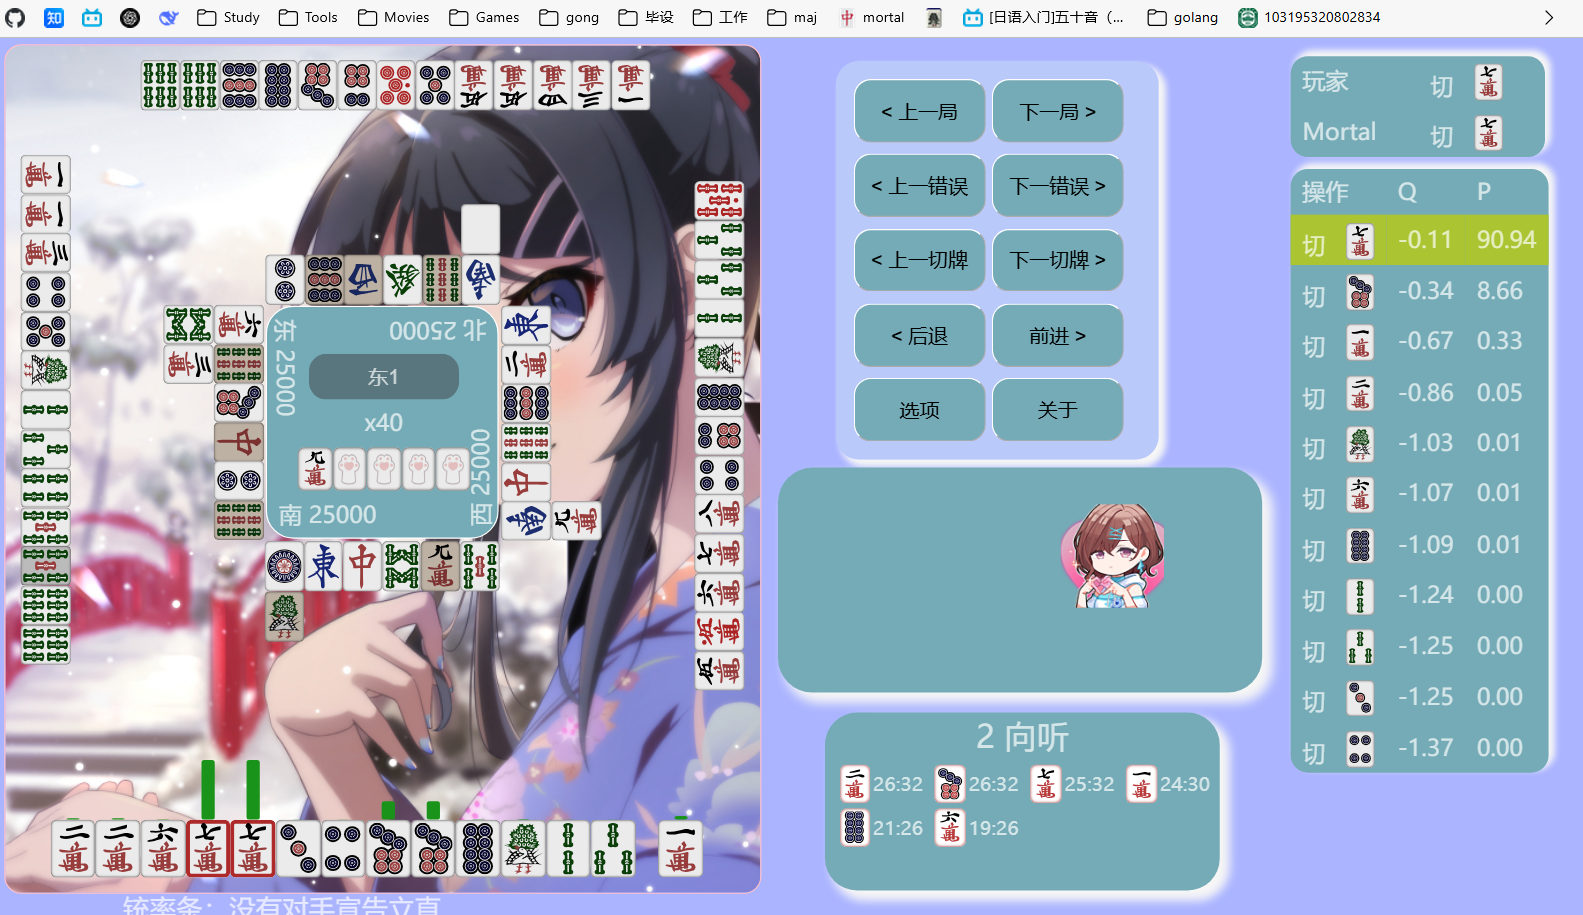 Study
Tools
Movies
Games
gong
毕设
工作
maj
mortal
[日语入门]五十音（...
golang
103195320802834
东 25000
北 25000
东1
x40
南 25000
西 25000
< 上一局
下一局 >
< 上一错误
下一错误 >
< 上一切牌
下一切牌 >
< 后退
前进 >
选项
关于
玩家 切
Mortal 切
操作 Q P
切 -0.11 90.94
切 -0.34 8.66
切 -0.67 0.33
切 -0.86 0.05
切 -1.03 0.01
切 -1.07 0.01
切 -1.09 0.01
切 -1.24 0.00
切 -1.25 0.00
切 -1.25 0.00
切 -1.37 0.00
2 向听
26:32 26:32 25:32 24:30
21:26 19:26
铳率条：没有对手宣告立直